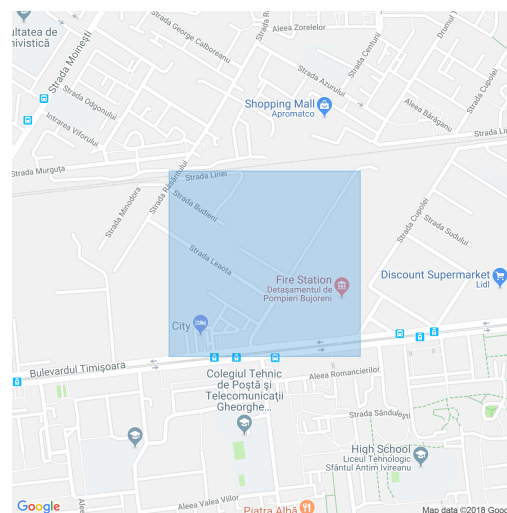 Strada George Calboreanu
Aleea Zorelelor
ultatea de
nivistică
Strada Moinești
Strada Centurii
Drumul T
Strada R
Strada Azurului
Strada Cupolei
Strada Odgonului
Shopping Mall
Apromatco
Aleea Bărăganu
Intrarea Viforului
Strada Liu
Strada Murguța
Strada Răsăritului
Strada Liniei
Strada Minodora
Strada Budieni
Strada Cupolei
Strada Sudului
Strada Leaota
Fire Station
Detașamentul de
Pompieri Bujoreni
Discount Supermarket
Lidl
City
Bulevardul Timișoara
Colegiul Tehnic
de Poștă și
Telecomunicații
Gheorghe...
Aleea Romancierilor
Strada Săndulești
High School
Liceul Tehnologic
Sfântul Antim Ivireanu
Aleea Valea Viilor
Piatra Albă
Aleea
Aleea
Google
Map data ©2018 Goo